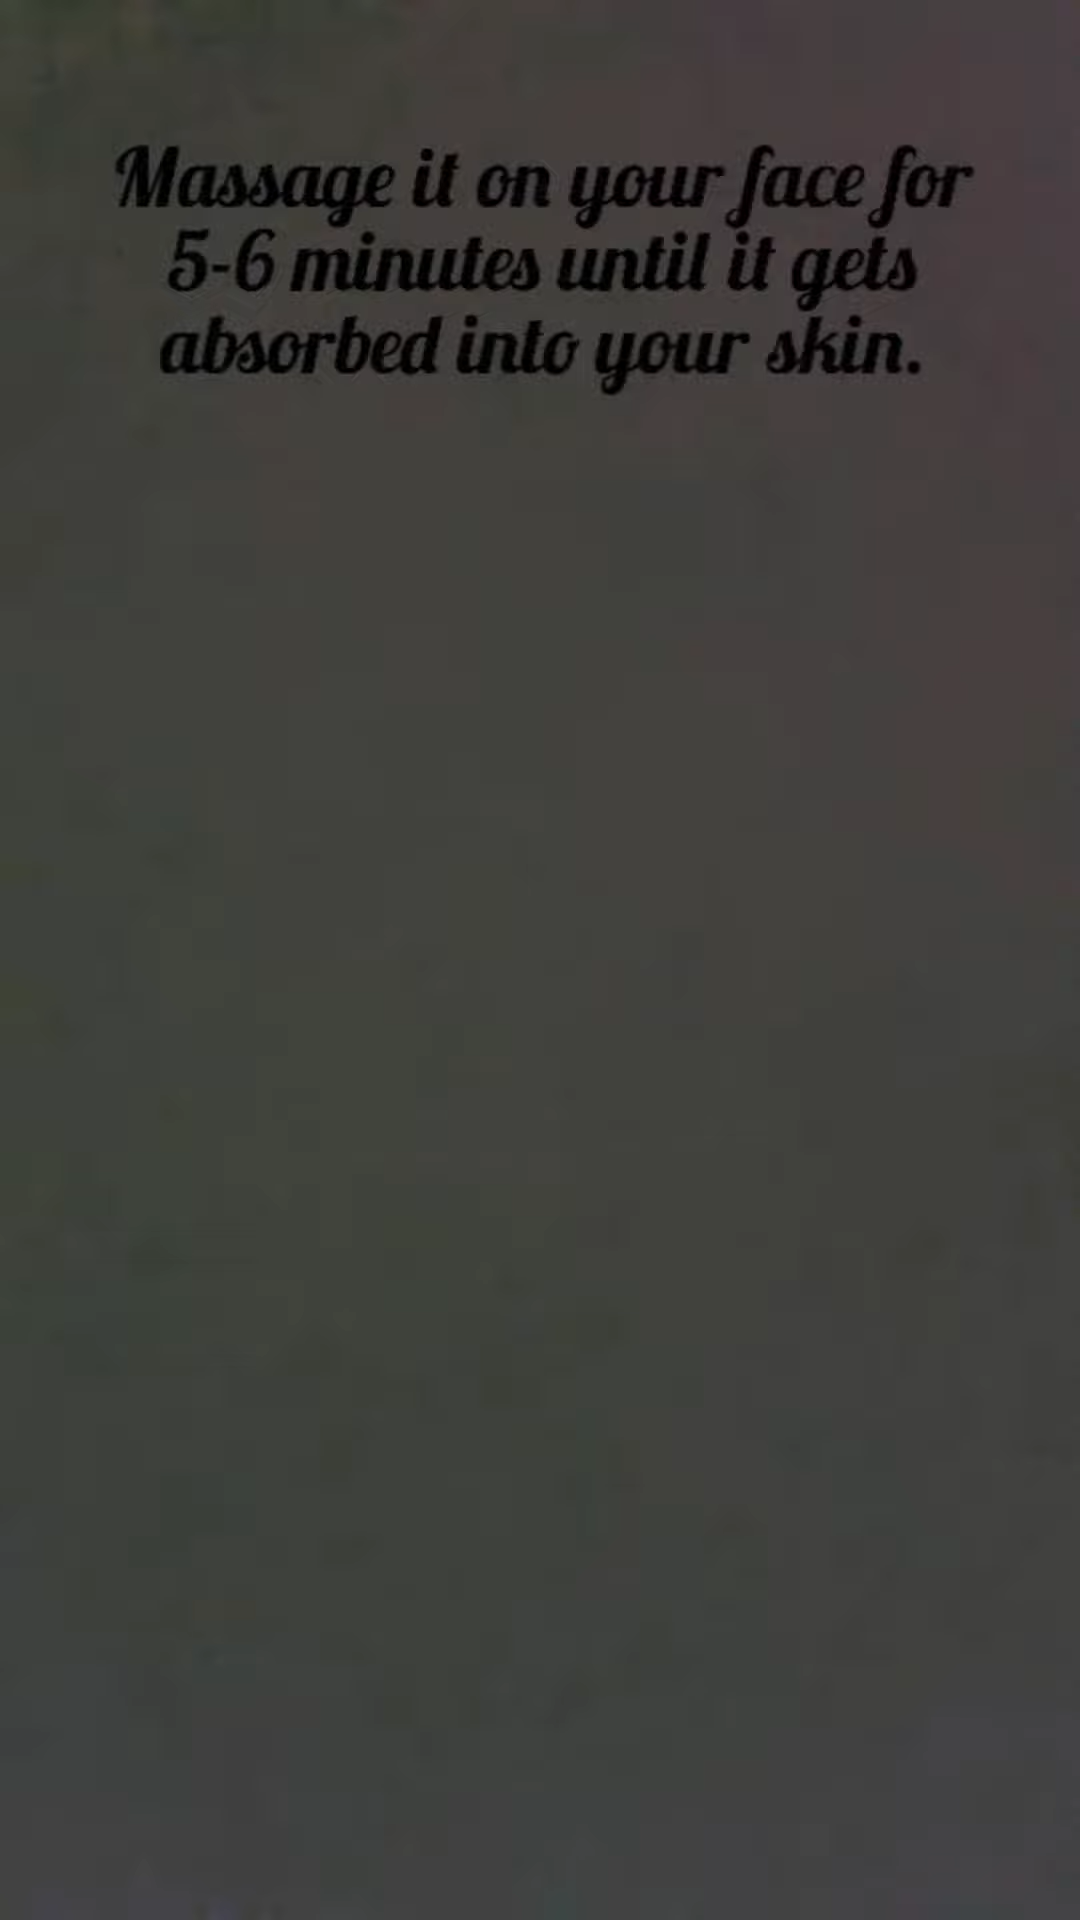 Massage it on your face for
5-6 minutes until it gets
absorbed into your skin.